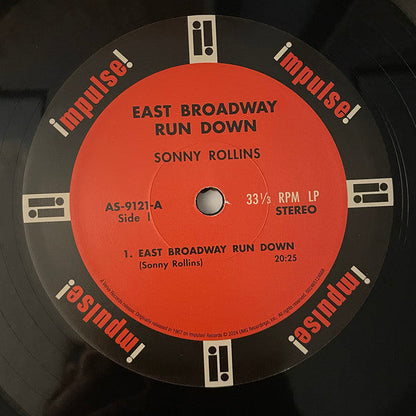 impulse!
impulse!
EAST BROADWAY
RUN DOWN
SONNY ROLLINS
AS-9121-A
Side 1
33⅓ RPM LP
STEREO
1. EAST BROADWAY RUN DOWN
(Sonny Rollins) 20:25
impulse!
impulse!